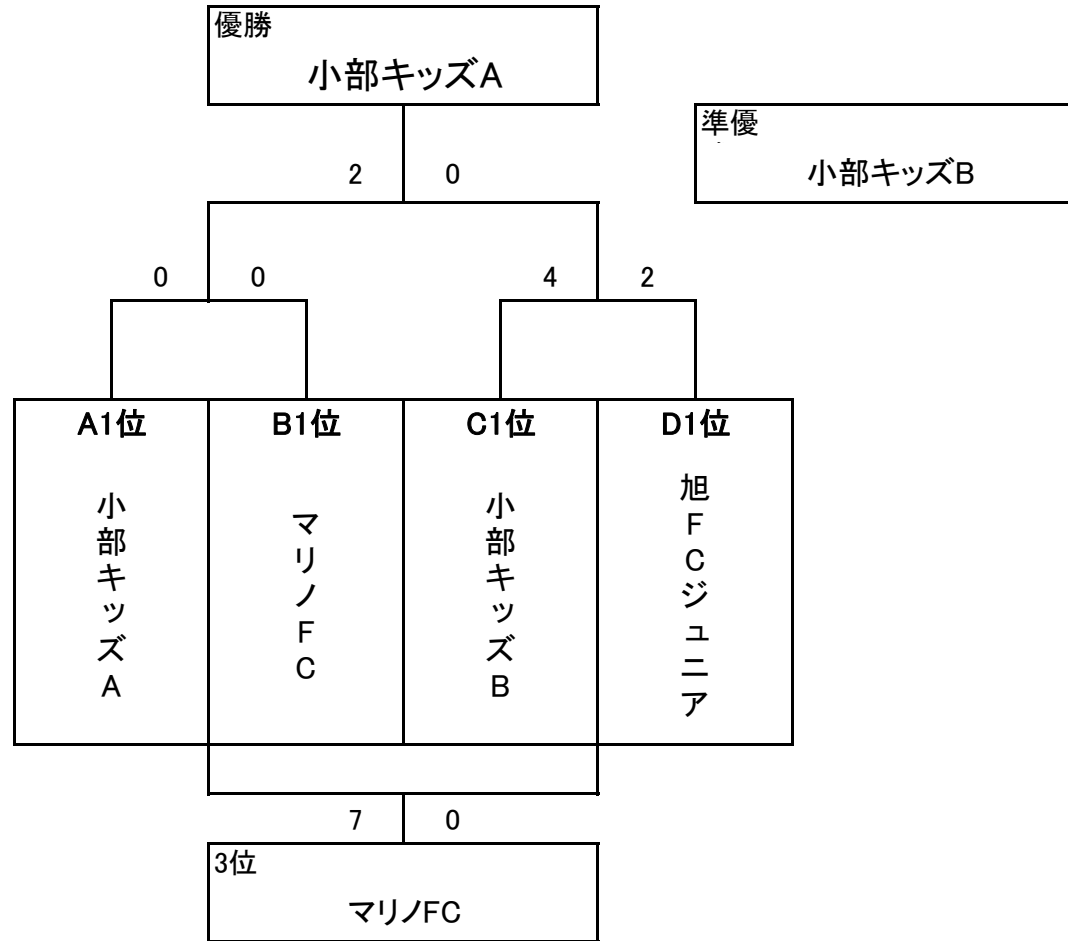 優勝
小部キッズA
準優
小部キッズB
2 0
0 0 4 2
A1位 B1位 C1位 D1位
小部キッズA
マリノFC
小部キッズB
旭FCジュニア
7 0
3位
マリノFC